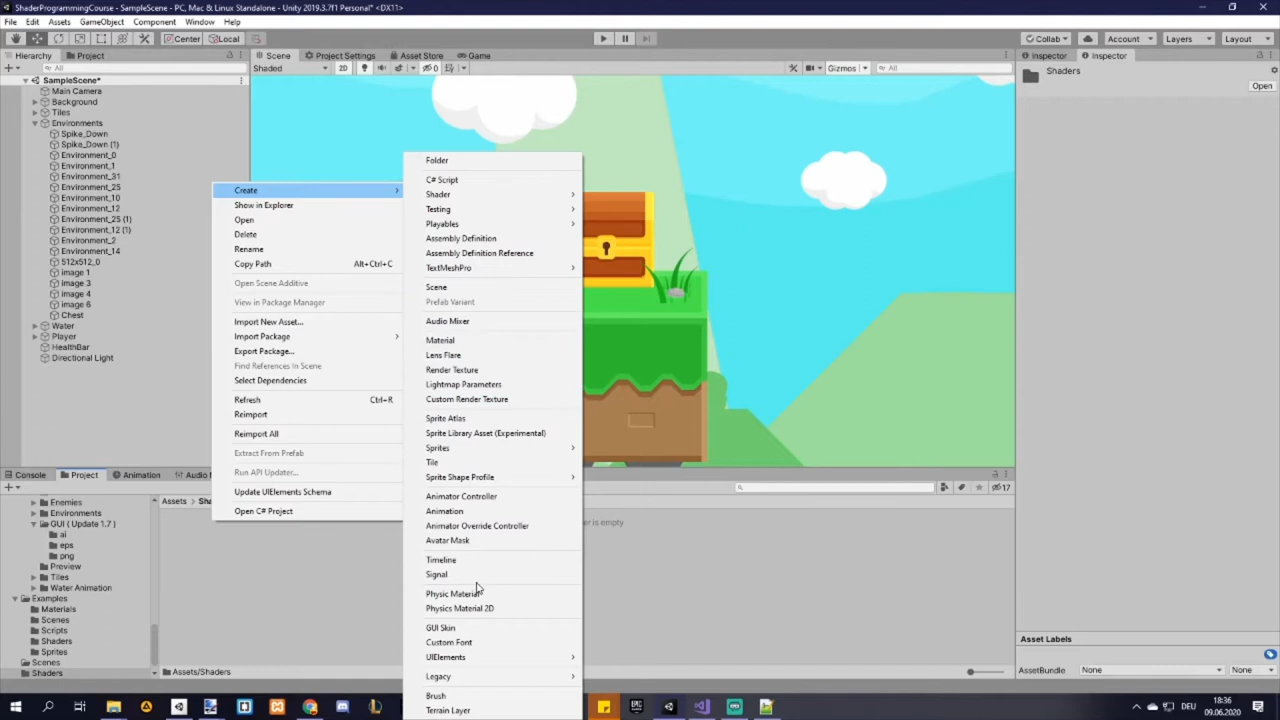 ShaderProgrammingCourse - SampleScene - PC, Mac & Linux Standalone - Unity 2019.3.7f1 Personal* <DX11>
File Edit Assets GameObject Component Window Help
Center Local Collab Account Layers Layout
Hierarchy Project Scene Project Settings Asset Store Game Inspector Inspector
All Shaded 2D 0 Gizmos All Shaders
Open
SampleScene*
Main Camera
Background
Tiles
Environments
Spike_Down
Spike_Down (1)
Environment_0
Environment_1
Environment_31
Environment_25
Environment_10
Environment_12
Environment_25 (1)
Environment_12 (1)
Environment_2
Environment_14
512x512_0
image 1
image 3
image 4
image 6
Chest
Water
Player
HealthBar
Directional Light
Create
Show in Explorer
Open
Delete
Rename
Copy Path Alt+Ctrl+C
Open Scene Additive
View in Package Manager
Import New Asset...
Import Package
Export Package...
Find References In Scene
Select Dependencies
Refresh Ctrl+R
Reimport
Reimport All
Extract From Prefab
Run API Updater...
Update UIElements Schema
Open C# Project
Folder
C# Script
Shader
Testing
Playables
Assembly Definition
Assembly Definition Reference
TextMeshPro
Scene
Prefab Variant
Audio Mixer
Material
Lens Flare
Render Texture
Lightmap Parameters
Custom Render Texture
Sprite Atlas
Sprite Library Asset (Experimental)
Sprites
Tile
Sprite Shape Profile
Animator Controller
Animation
Animator Override Controller
Avatar Mask
Timeline
Signal
Physic Material
Physics Material 2D
GUI Skin
Custom Font
UIElements
Legacy
Brush
Terrain Layer
Console Project Animation Audio
17
Enemies
Environments
GUI ( Update 1.7 )
ai
eps
png
Preview
Tiles
Water Animation
Examples
Materials
Scenes
Scripts
Shaders
Sprites
Scenes
Shaders
Assets > Sha
er is empty
Assets/Shaders
Asset Labels
AssetBundle None None
DEU 18:36
09.06.2020